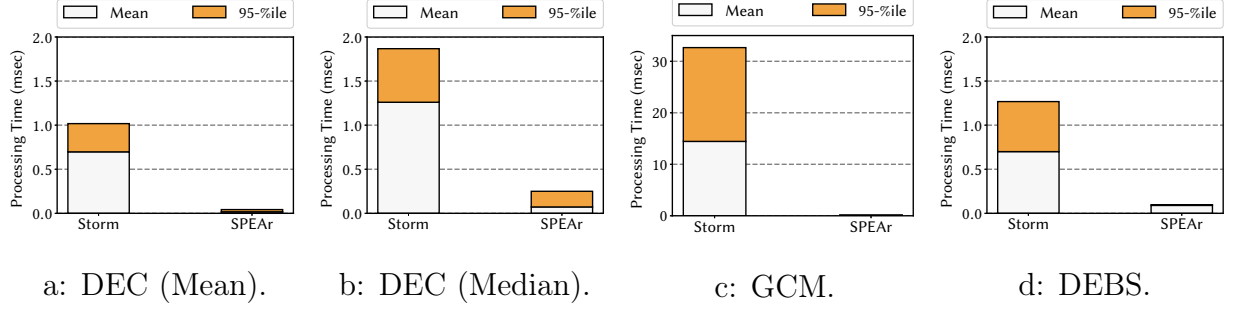 Mean 95-%ile
Processing Time (msec)
2.0
1.5
1.0
0.5
0.0
Storm SPEAr
a: DEC (Mean).
Mean 95-%ile
Processing Time (msec)
2.0
1.5
1.0
0.5
0.0
Storm SPEAr
b: DEC (Median).
Mean 95-%ile
Processing Time (msec)
30
20
10
0
Storm SPEAr
c: GCM.
Mean 95-%ile
Processing Time (msec)
2.0
1.5
1.0
0.5
0.0
Storm SPEAr
d: DEBS.